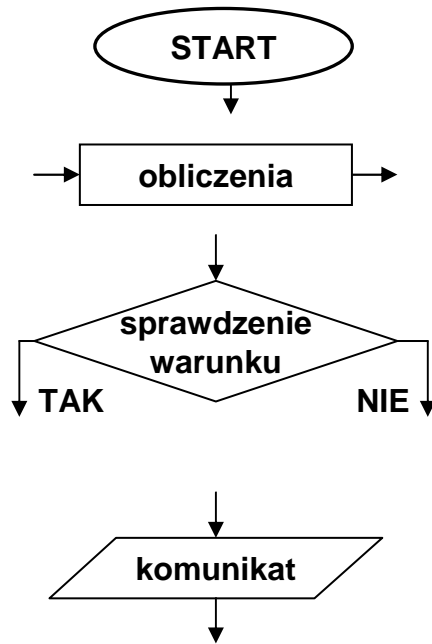 START
obliczenia
sprawdzenie
warunku
TAK NIE
komunikat